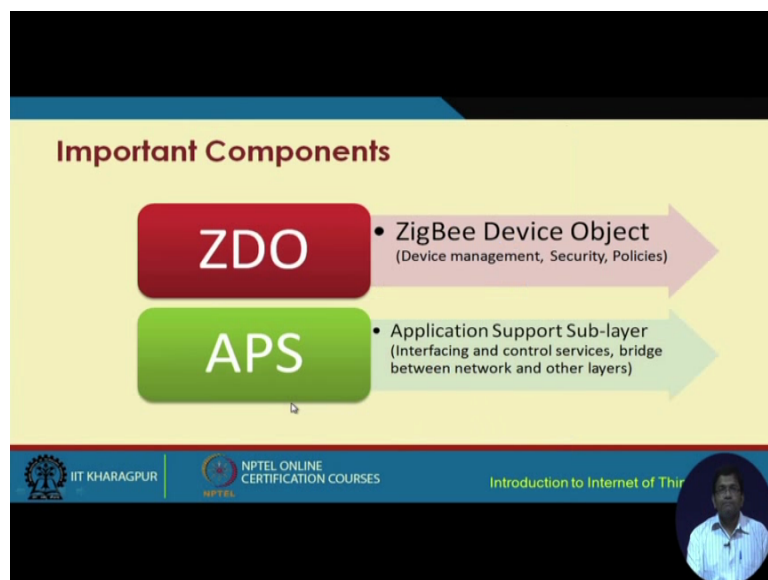 Important Components
ZDO
• ZigBee Device Object
(Device management, Security, Policies)
APS
• Application Support Sub-layer
(Interfacing and control services, bridge
between network and other layers)
IIT KHARAGPUR
NPTEL
NPTEL ONLINE
CERTIFICATION COURSES
Introduction to Internet of